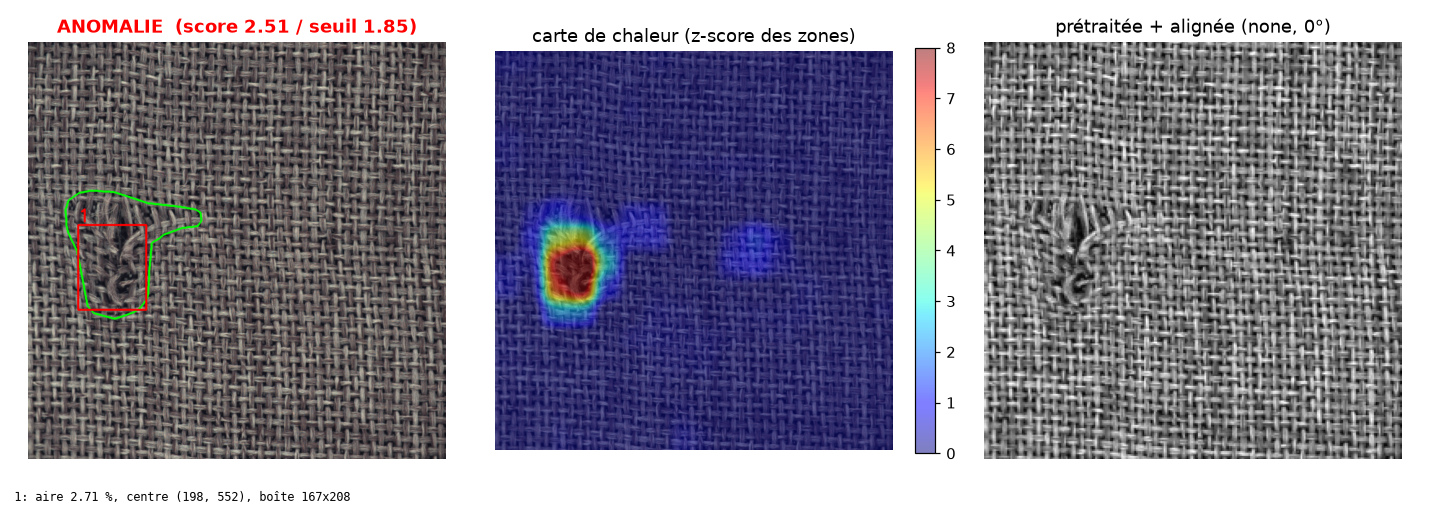 ANOMALIE  (score 2.51 / seuil 1.85)
carte de chaleur (z-score des zones)
prétraitée + alignée (none, 0°)
1
8
7
6
5
4
3
2
1
0
1: aire 2.71 %, centre (198, 552), boîte 167x208